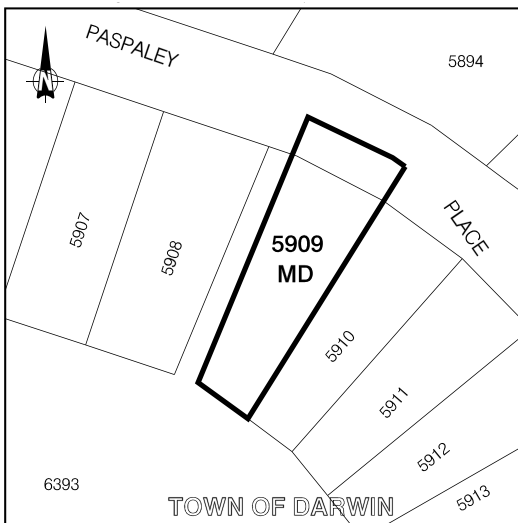 PASPALEY
5894
N
PLACE
5907
5908
5909
MD
5910
5911
5912
5913
6393
TOWN OF DARWIN